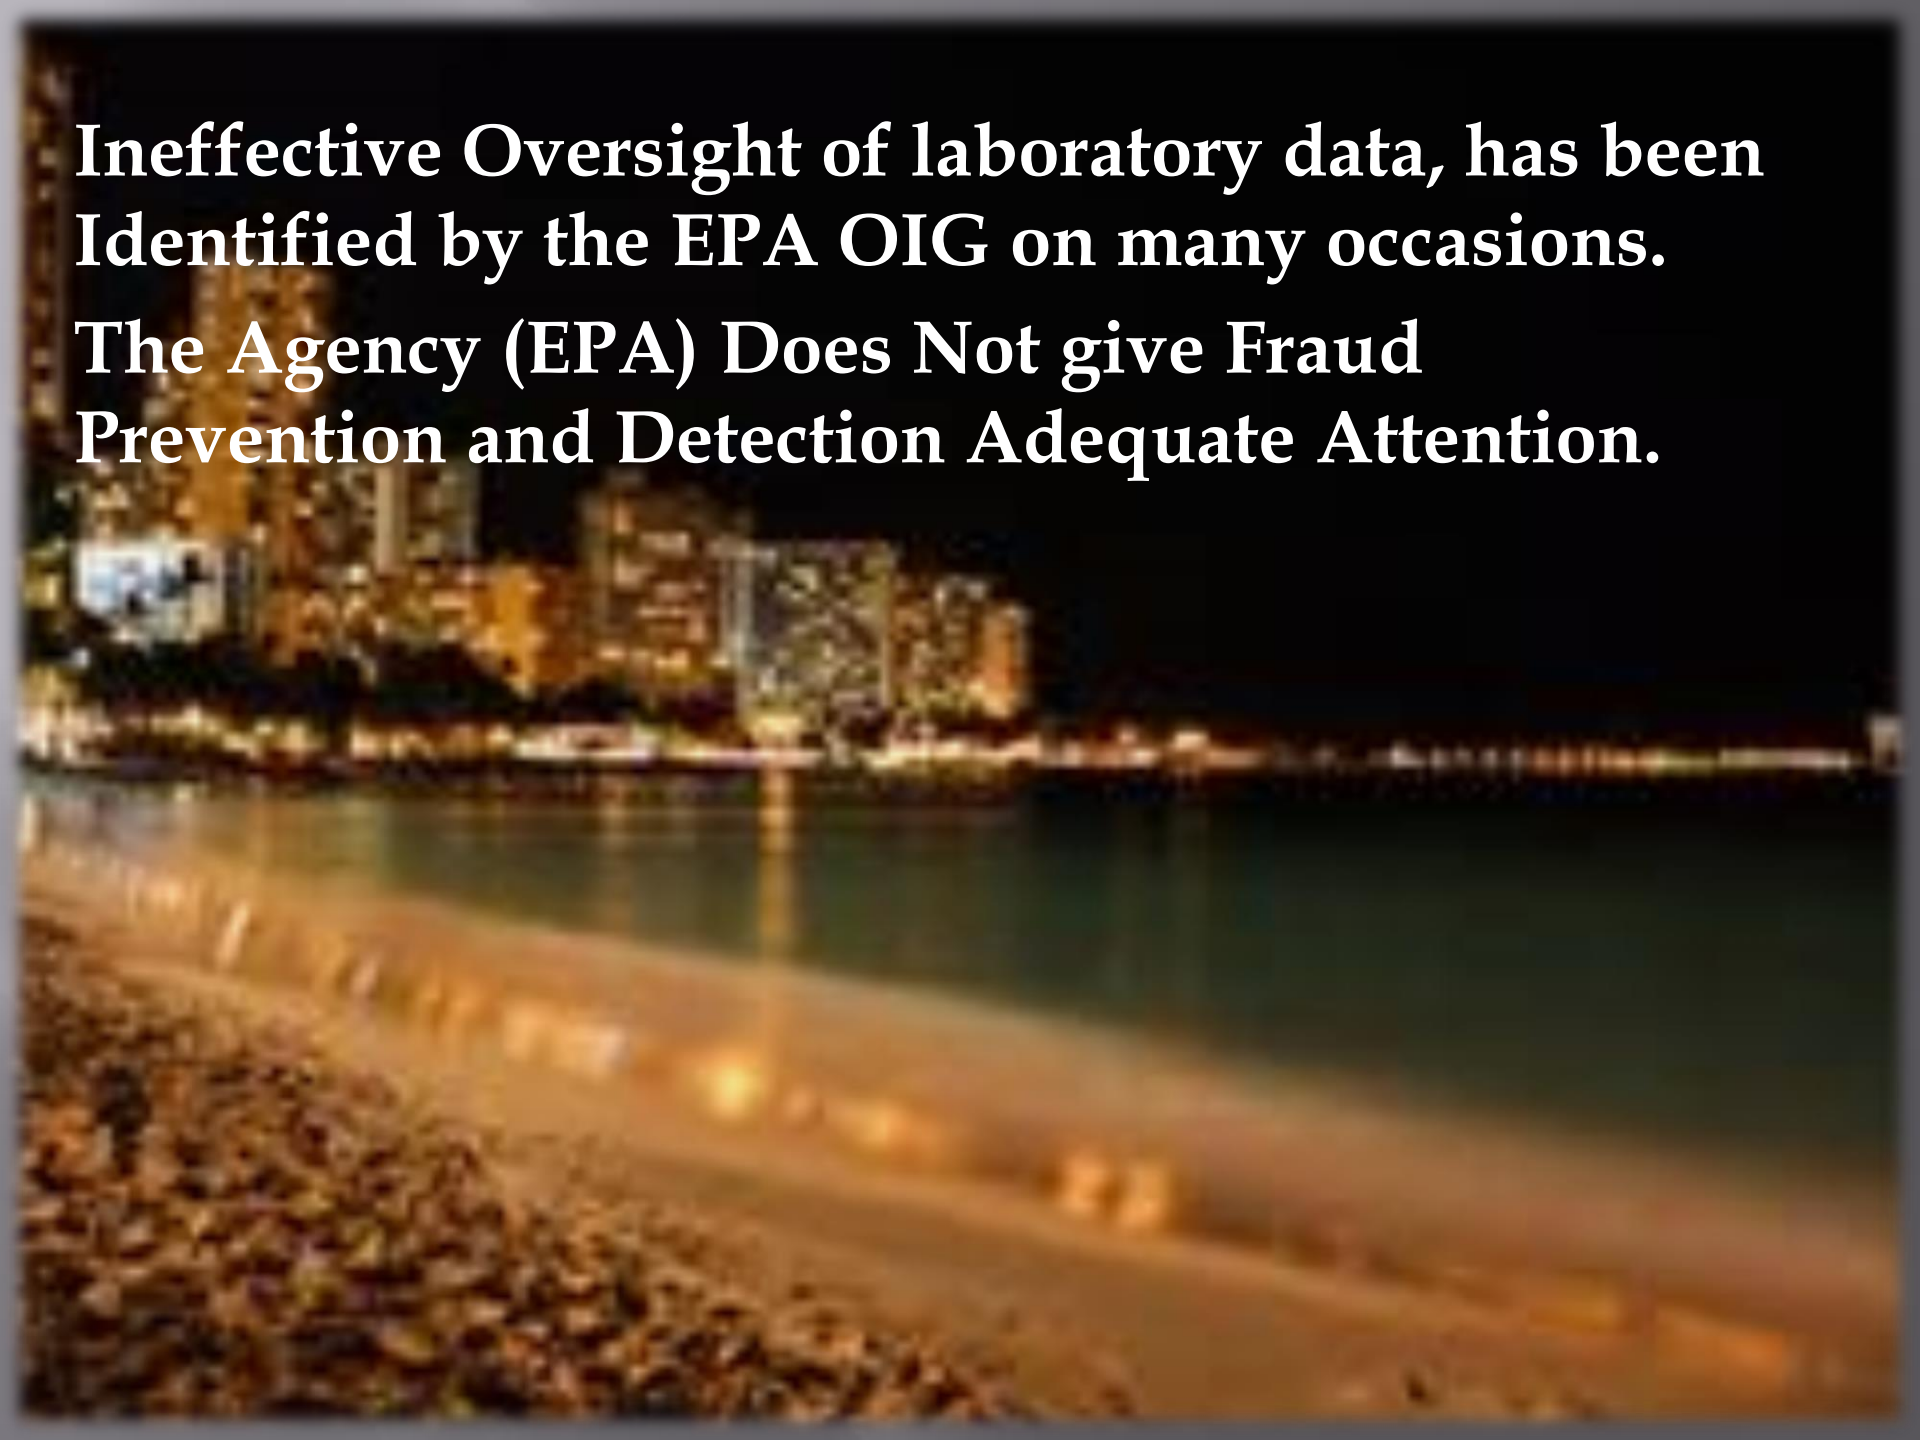 Ineffective Oversight of laboratory data, has been
Identified by the EPA OIG on many occasions.
The Agency (EPA) Does Not give Fraud
Prevention and Detection Adequate Attention.